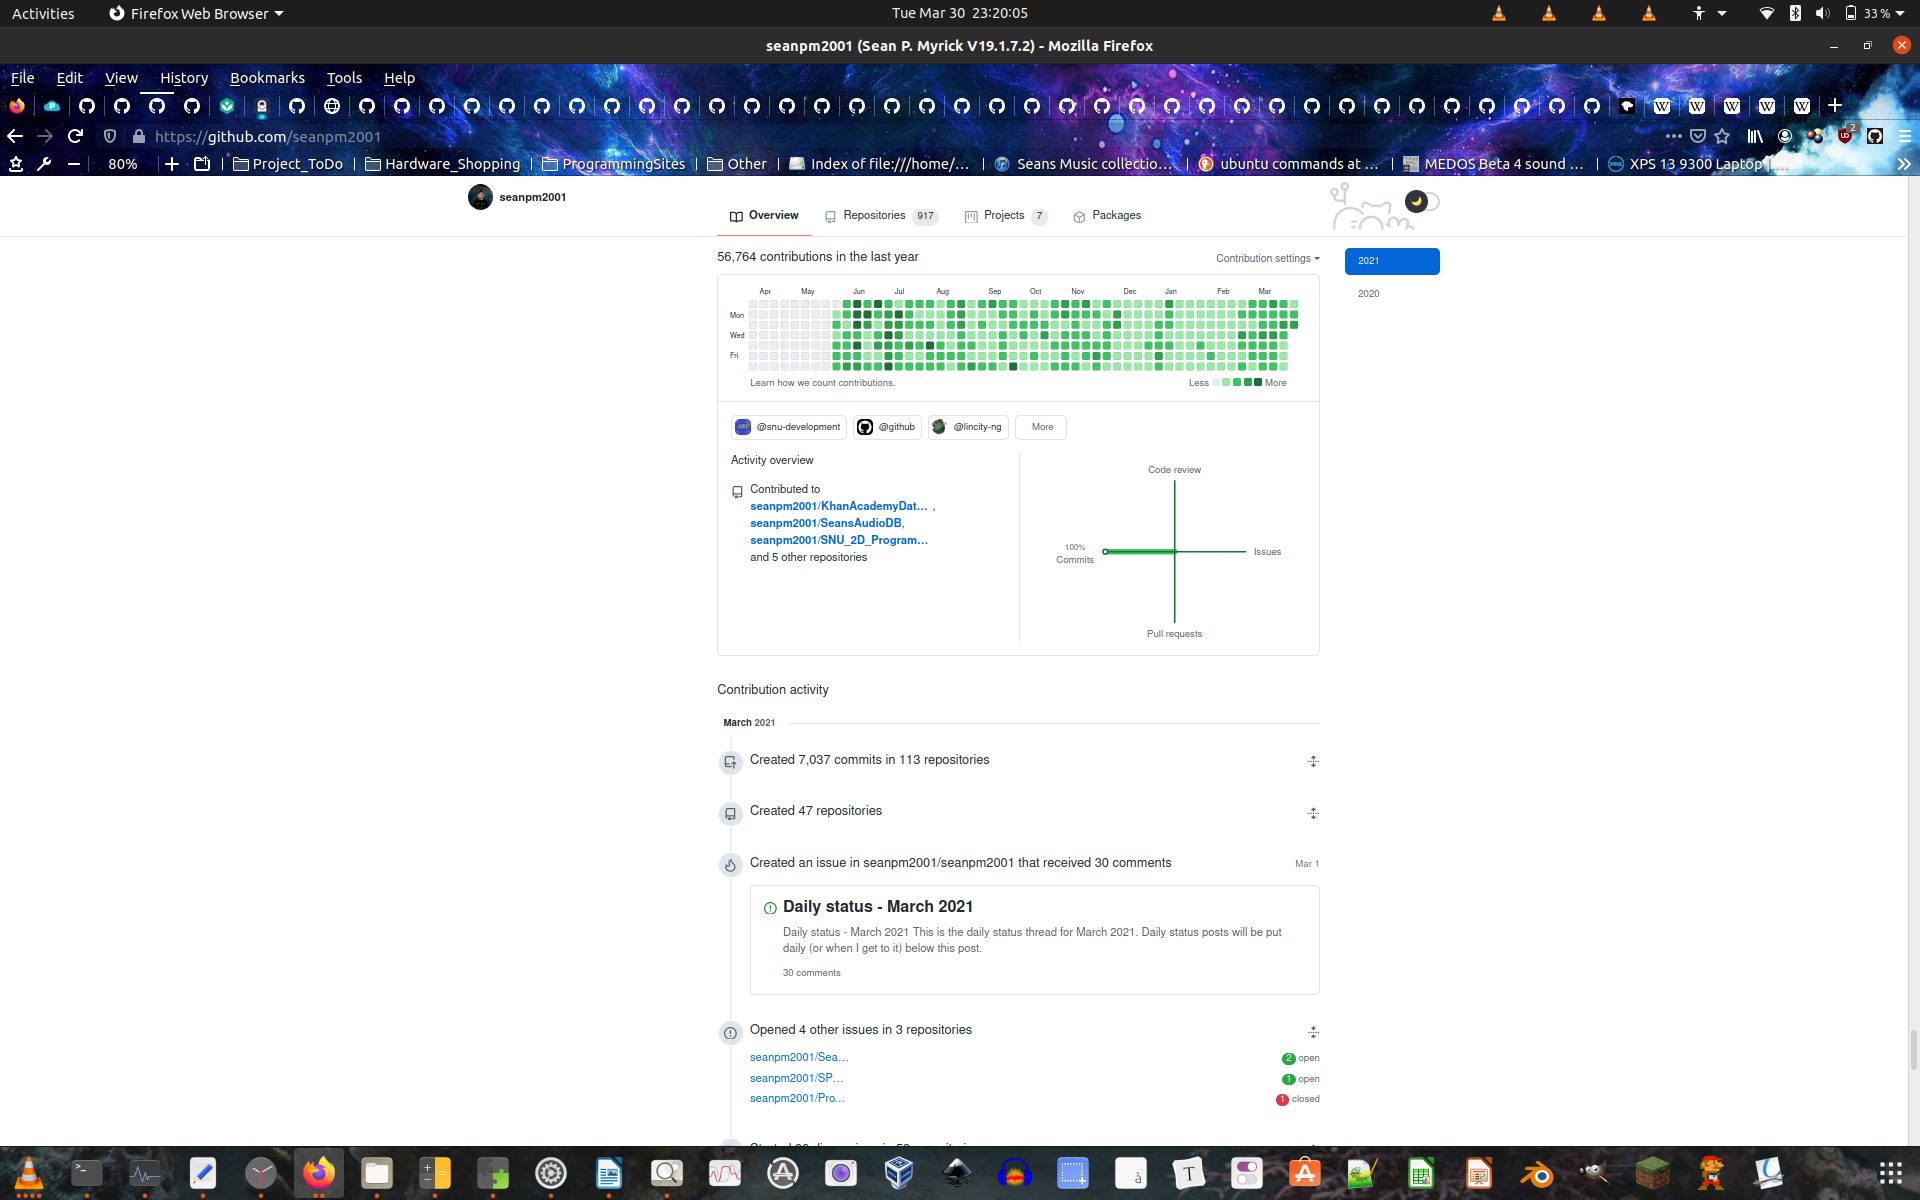 Activities
Firefox Web Browser
Tue Mar 30 23:20:05
33 %
seanpm2001 (Sean P. Myrick V19.1.7.2) - Mozilla Firefox
File Edit View History Bookmarks Tools Help
https://github.com/seanpm2001
2
80%
Project_ToDo
Hardware_Shopping
ProgrammingSites
Other
Index of file:///home/...
Seans Music collectio...
ubuntu commands at ...
MEDOS Beta 4 sound ...
XPS 13 9300 Laptop | ...
seanpm2001
Overview
Repositories 917
Projects 7
Packages
56,764 contributions in the last year
Contribution settings
2021
2020
Apr May Jun Jul Aug Sep Oct Nov Dec Jan Feb Mar
Mon
Wed
Fri
Learn how we count contributions.
Less More
@snu-development
@github
@lincity-ng
More
Activity overview
Contributed to
seanpm2001/KhanAcademyDat... ,
seanpm2001/SeansAudioDB,
seanpm2001/SNU_2D_Program...
and 5 other repositories
Code review
100%
Commits
Issues
Pull requests
Contribution activity
March 2021
Created 7,037 commits in 113 repositories
Created 47 repositories
Created an issue in seanpm2001/seanpm2001 that received 30 comments
Mar 1
Daily status - March 2021
Daily status - March 2021 This is the daily status thread for March 2021. Daily status posts will be put
daily (or when I get to it) below this post.
30 comments
Opened 4 other issues in 3 repositories
seanpm2001/Sea...
2 open
seanpm2001/SP...
1 open
seanpm2001/Pro...
1 closed